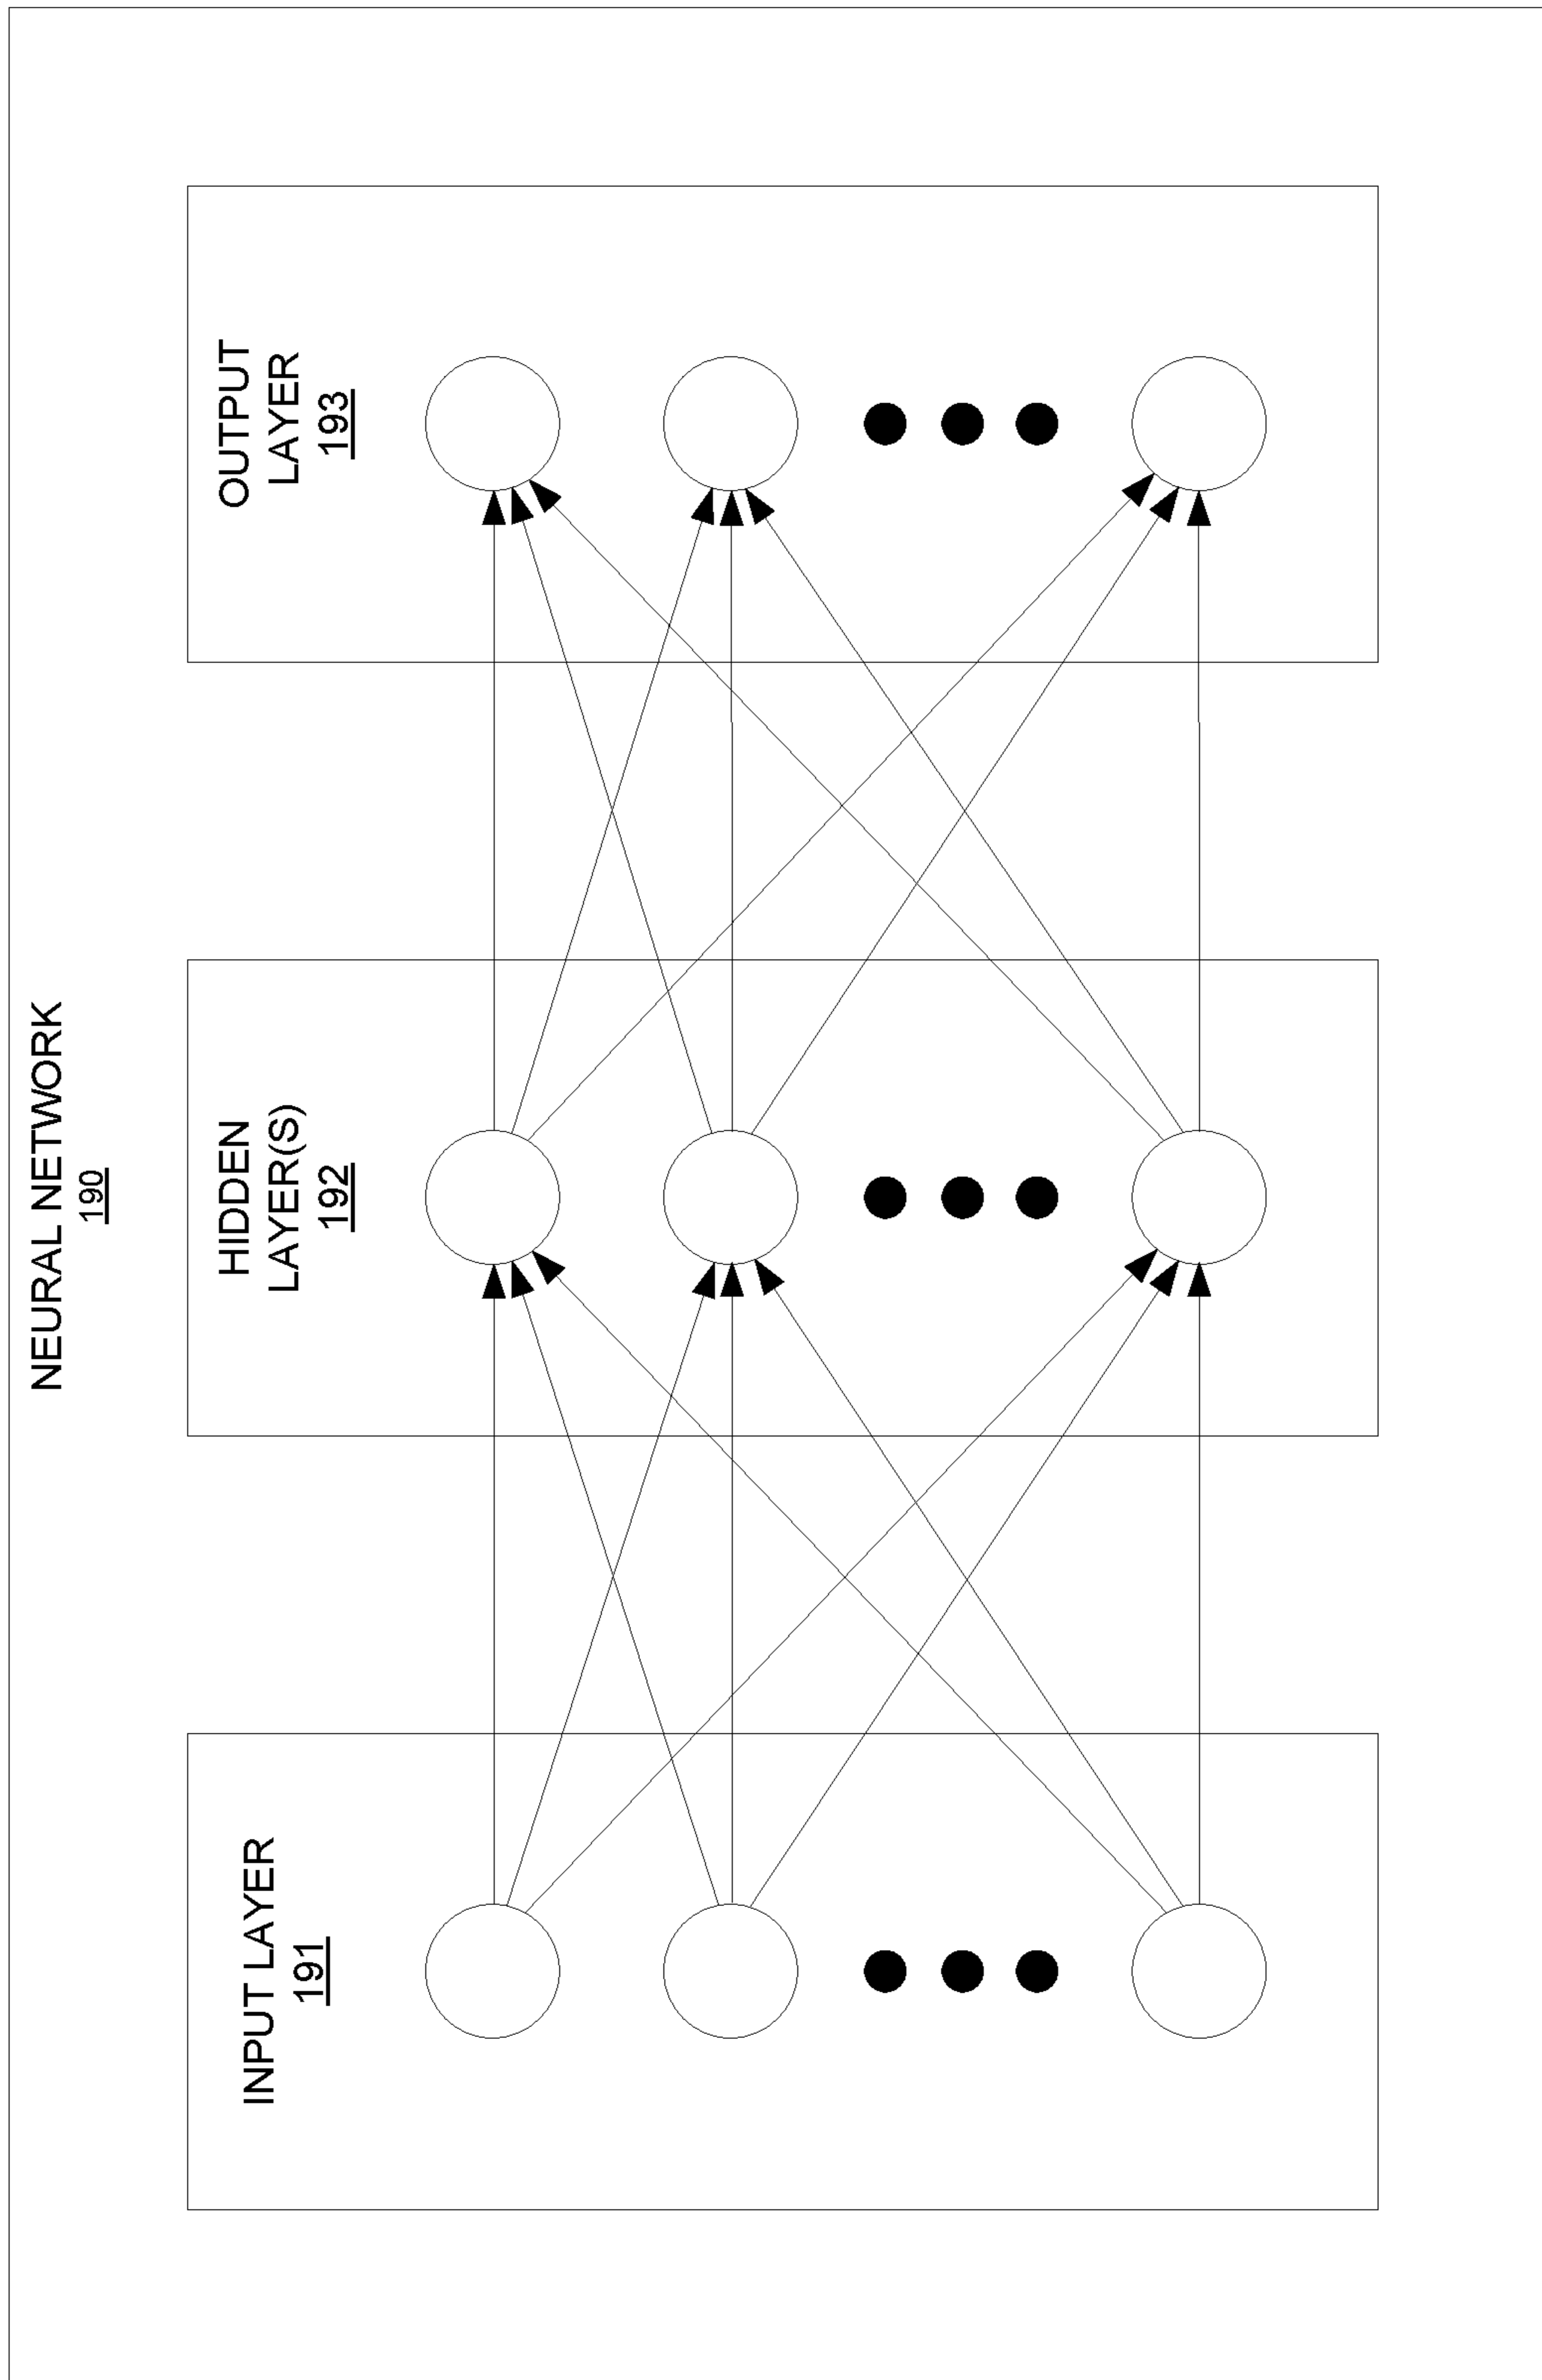 NEURAL NETWORK
190
INPUT LAYER
191
HIDDEN
LAYER(S)
192
OUTPUT
LAYER
193